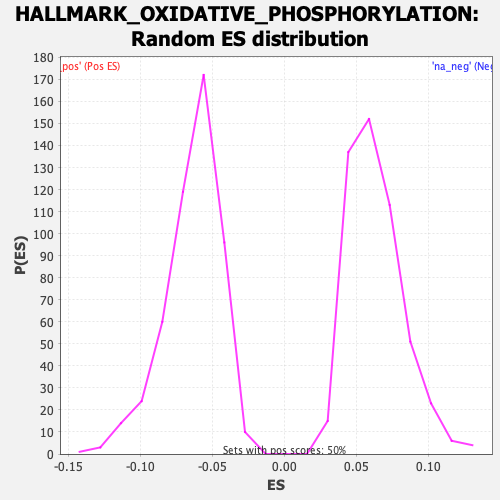 HALLMARK_OXIDATIVE_PHOSPHORYLATION:
Random ES distribution
pos' (Pos ES)
'na_neg' (Neg
180
170
160
150
140
130
120
110
100
90
80
70
60
50
40
30
20
10
0
P(ES)
Sets with pos scores: 50%
-0.15 -0.10 -0.05 0.00 0.05 0.10
ES